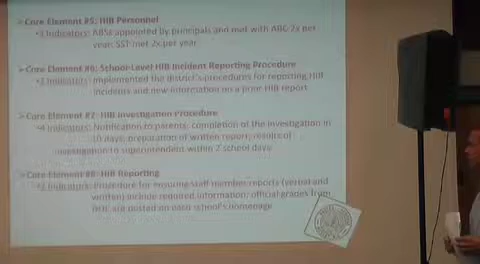 Core Element #5: HIB Personnel
3 Indicators: ABSs appointed by principals and met with ABC 2x per
year; SST met 2x per year
Core Element #6: School-Level HIB Incident Reporting Procedure
Indicators: Implemented the district's procedures for reporting HIB
incidents and new information on a prior HIB report
Core Element #7: HIB Investigation Procedure
4 Indicators: Notification to parents; completion of the investigation in
10 days; preparation of written report; of
investigation to superintendent within 2 school days
Core Element #8: HIB Reporting
Indicators: Procedure for ensuring staff member reports (verbal and
written) include required information; official grades from
are posted on each school's homepage